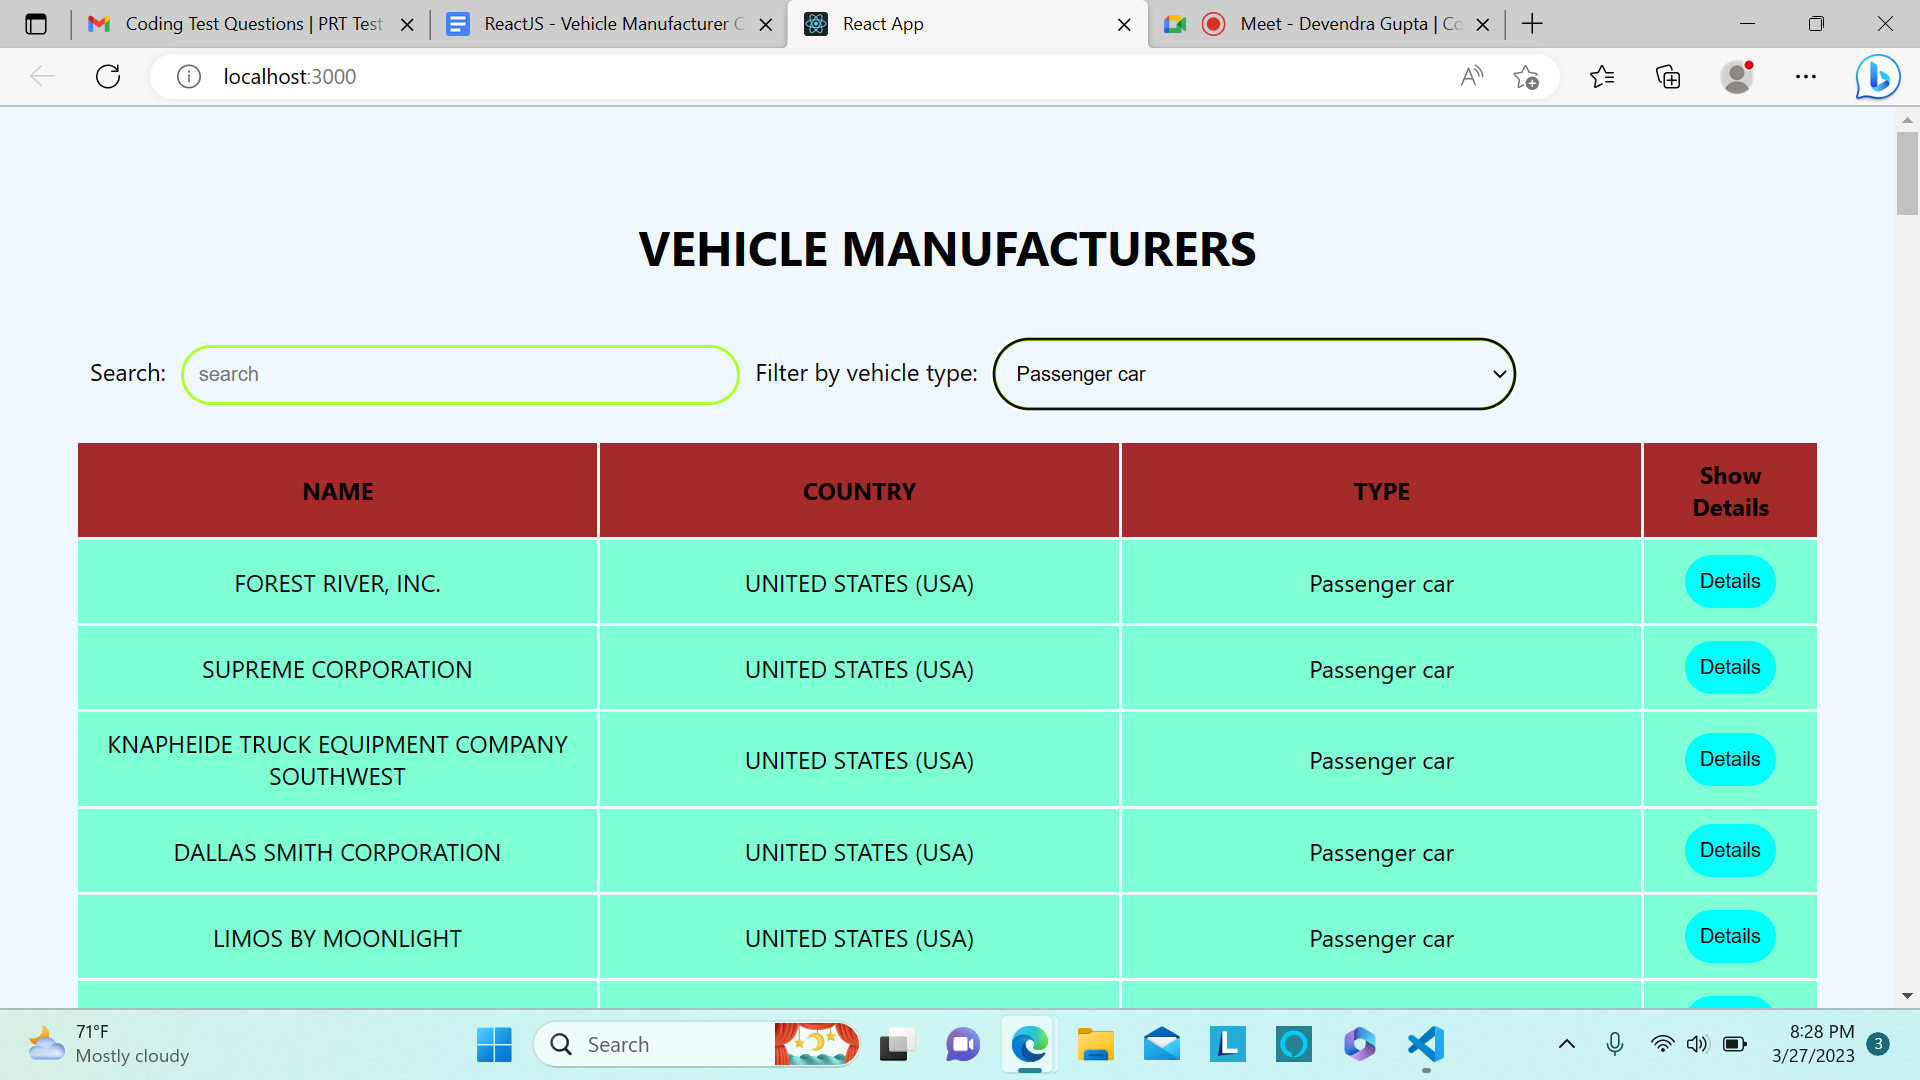 Coding Test Questions | PRT Test
ReactJS - Vehicle Manufacturer C
React App
Meet - Devendra Gupta | Co
localhost:3000
VEHICLE MANUFACTURERS
Search: search Filter by vehicle type: Passenger car
NAME COUNTRY TYPE Show
Details
FOREST RIVER, INC. UNITED STATES (USA) Passenger car Details
SUPREME CORPORATION UNITED STATES (USA) Passenger car Details
KNAPHEIDE TRUCK EQUIPMENT COMPANY
SOUTHWEST UNITED STATES (USA) Passenger car Details
DALLAS SMITH CORPORATION UNITED STATES (USA) Passenger car Details
LIMOS BY MOONLIGHT UNITED STATES (USA) Passenger car Details
71°F
Mostly cloudy
Search
L
8:28 PM
3/27/2023
3